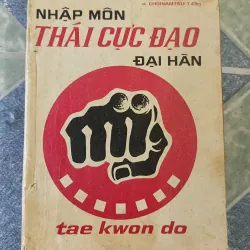 NHẬP MÔN
THÁI CỰC ĐẠO
ĐẠI HÀN
tae kwon do